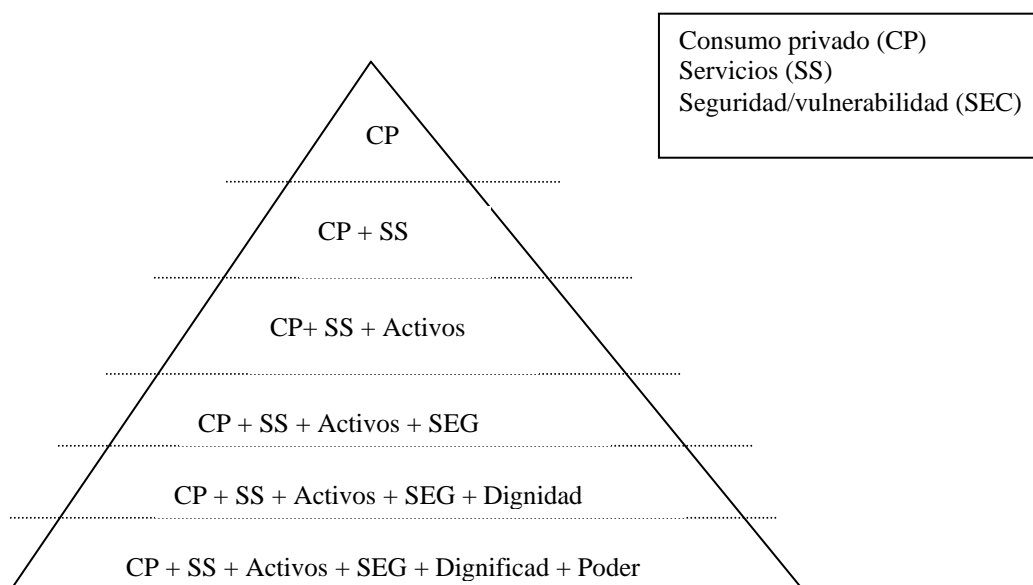 Consumo privado (CP)
Servicios (SS)
Seguridad/vulnerabilidad (SEC)
CP
CP + SS
CP+ SS + Activos
CP + SS + Activos + SEG
CP + SS + Activos + SEG + Dignidad
CP + SS + Activos + SEG + Dignificad + Poder